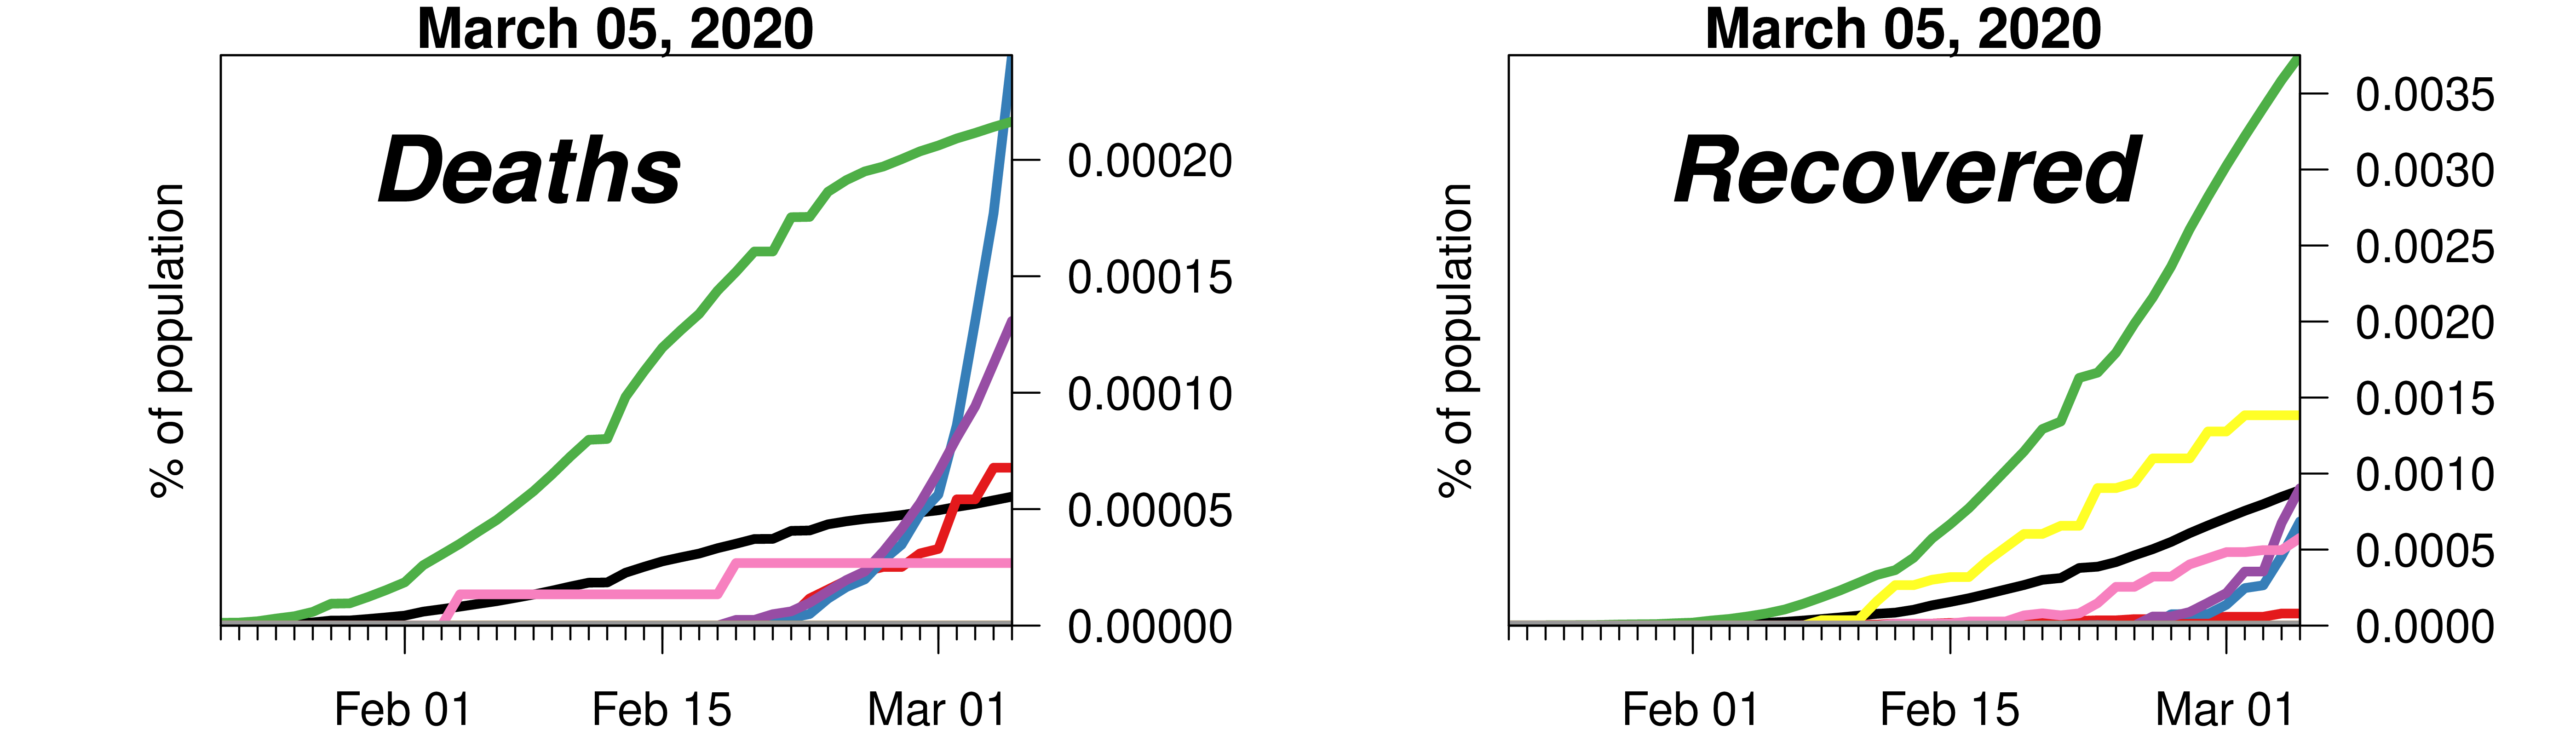 March 05, 2020
Deaths
% of population
0.00020
0.00015
0.00010
0.00005
0.00000
Feb 01 Feb 15 Mar 01
March 05, 2020
Recovered
% of population
0.0035
0.0030
0.0025
0.0020
0.0015
0.0010
0.0005
0.0000
Feb 01 Feb 15 Mar 01